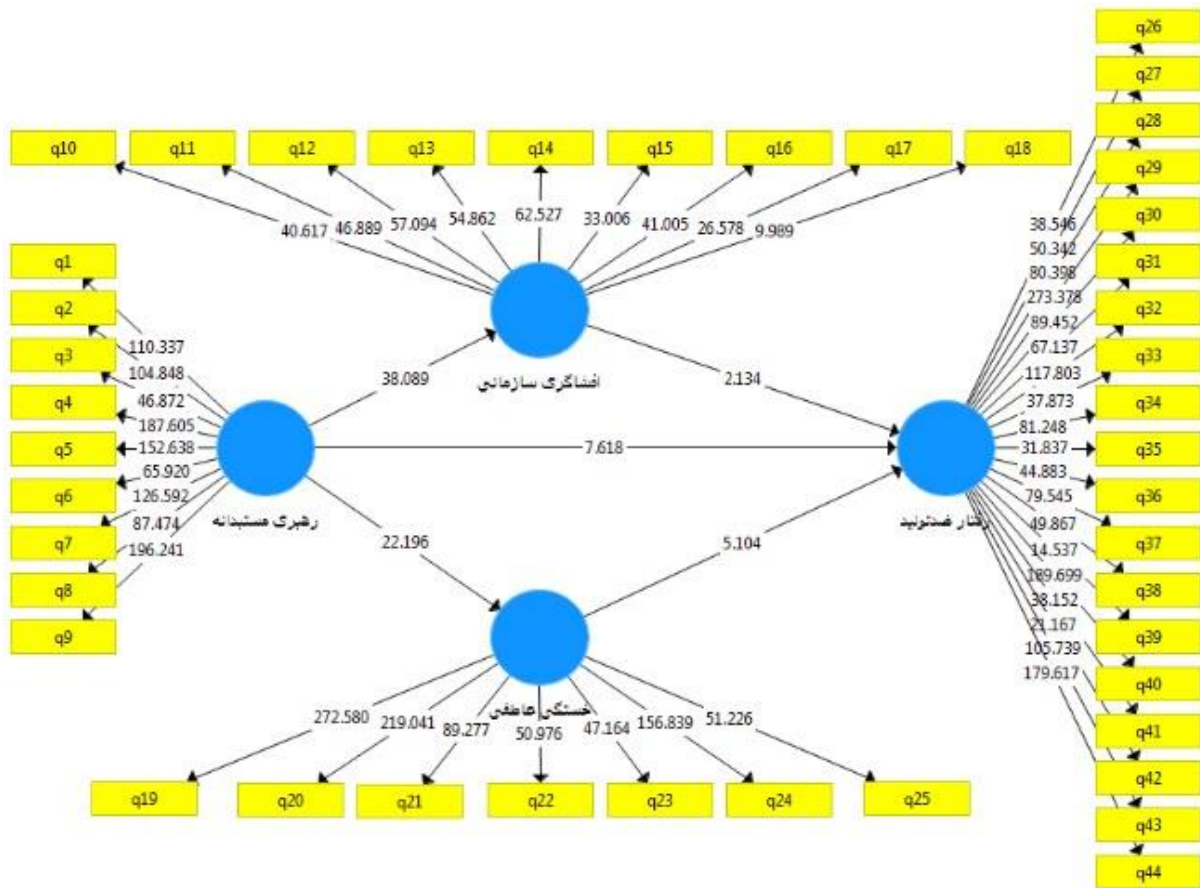 q10 q11 q12 q13 q14 q15 q16 q17 q18
40.617 46.889 57.094 54.862 62.527 33.006 41.005 26.578 9.989
افشاگری سازمانی
q1
q2
q3
q4
q5
q6
q7
q8
q9
110.337
104.848
46.872
187.605
152.638
65.920
126.592
87.474
196.241
رهبری مستبدانه
38.089
2.134
7.618
22.196
5.104
خستگی عاطفی
272.580 219.041 89.277 50.976 47.164 156.839 51.226
q19 q20 q21 q22 q23 q24 q25
رفتار ضدتولید
38.546
50.342
80.398
273.378
89.452
67.137
117.803
37.873
81.248
31.837
44.883
79.545
49.867
14.537
189.699
38.152
21.167
105.739
179.617
q26
q27
q28
q29
q30
q31
q32
q33
q34
q35
q36
q37
q38
q39
q40
q41
q42
q43
q44